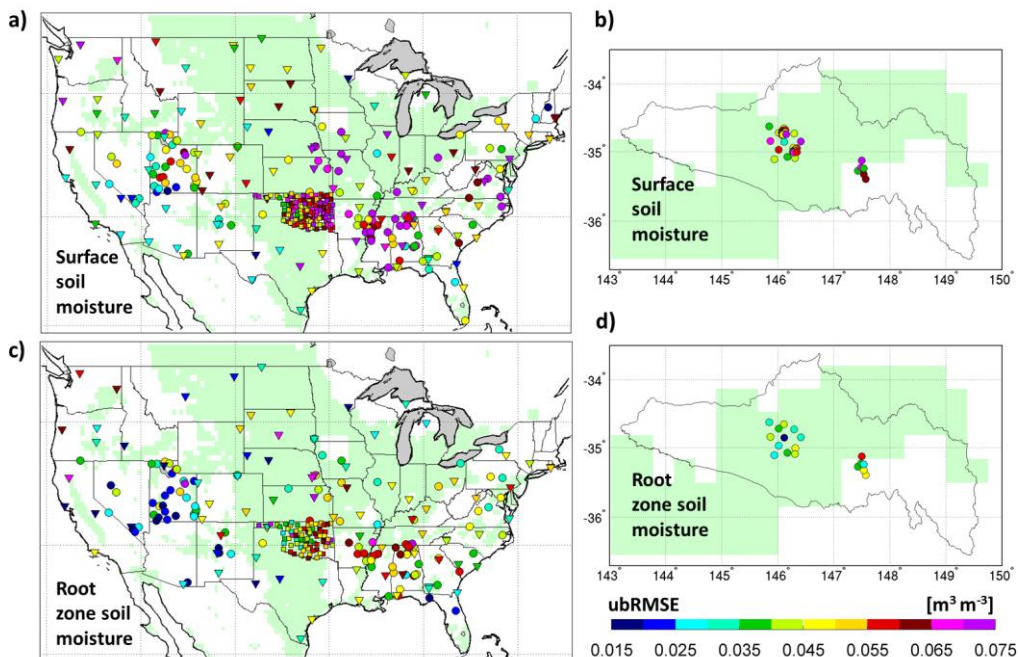 a)
Surface
soil
moisture
b)
-34
-35
-36
Surface
soil
moisture
143 144 145 146 147 148 149 150
c)
Root
zone soil
moisture
d)
-34
-35
-36
Root
zone soil
moisture
143 144 145 146 147 148 149 150
ubRMSE [m³ m⁻³]
0.015 0.025 0.035 0.045 0.055 0.065 0.075